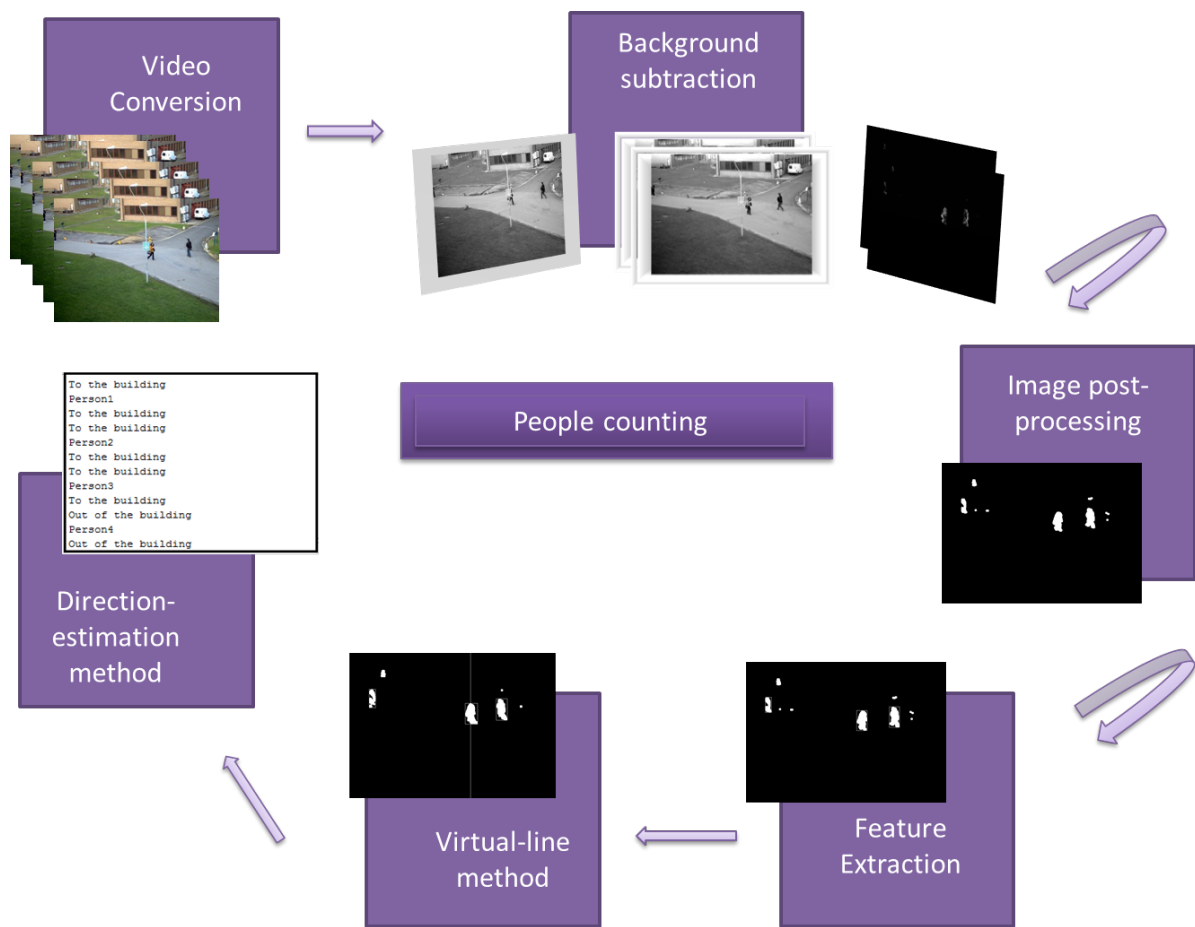 Video
Conversion
Background
subtraction
Image post-
processing
People counting
Feature
Extraction
Virtual-line
method
To the building
Person1
To the building
To the building
Person2
To the building
To the building
Person3
To the building
Out of the building
Person4
Out of the building
Direction-
estimation
method